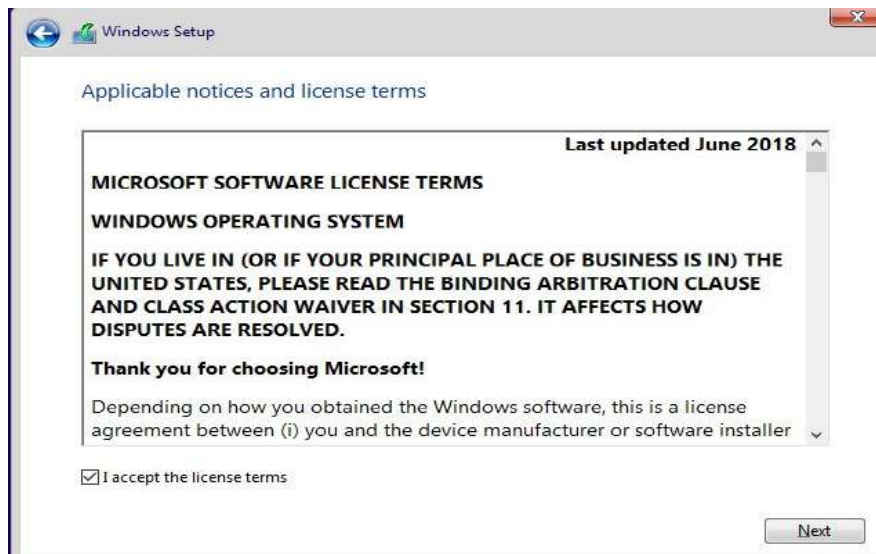 Windows Setup
Applicable notices and license terms
Last updated June 2018
MICROSOFT SOFTWARE LICENSE TERMS
WINDOWS OPERATING SYSTEM
IF YOU LIVE IN (OR IF YOUR PRINCIPAL PLACE OF BUSINESS IS IN) THE
UNITED STATES, PLEASE READ THE BINDING ARBITRATION CLAUSE
AND CLASS ACTION WAIVER IN SECTION 11. IT AFFECTS HOW
DISPUTES ARE RESOLVED.
Thank you for choosing Microsoft!
Depending on how you obtained the Windows software, this is a license
agreement between (i) you and the device manufacturer or software installer
I accept the license terms
Next